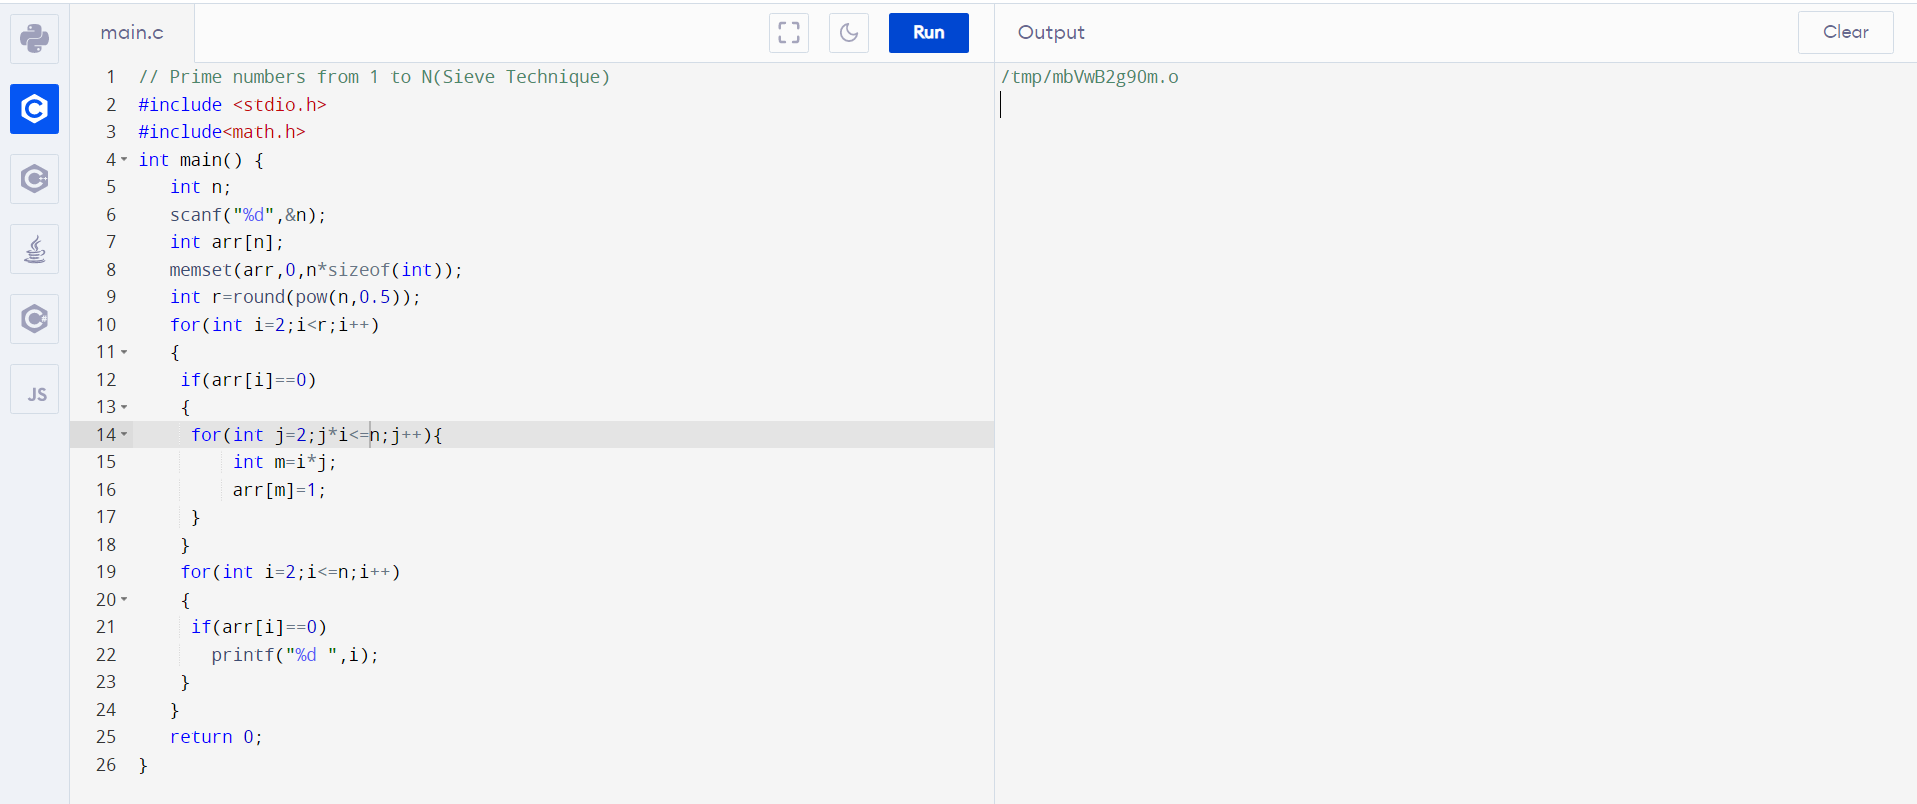 main.c
Run
Output
Clear
/tmp/mbVwB2g90m.o
JS
1 // Prime numbers from 1 to N(Sieve Technique)
2 #include <stdio.h>
3 #include<math.h>
4 int main() {
5 int n;
6 scanf("%d",&n);
7 int arr[n];
8 memset(arr,0,n*sizeof(int));
9 int r=round(pow(n,0.5));
10 for(int i=2;i<r;i++)
11 {
12 if(arr[i]==0)
13 {
14 for(int j=2;j*i<=n;j++){
15 int m=i*j;
16 arr[m]=1;
17 }
18 }
19 for(int i=2;i<=n;i++)
20 {
21 if(arr[i]==0)
22 printf("%d ",i);
23 }
24 }
25 return 0;
26 }